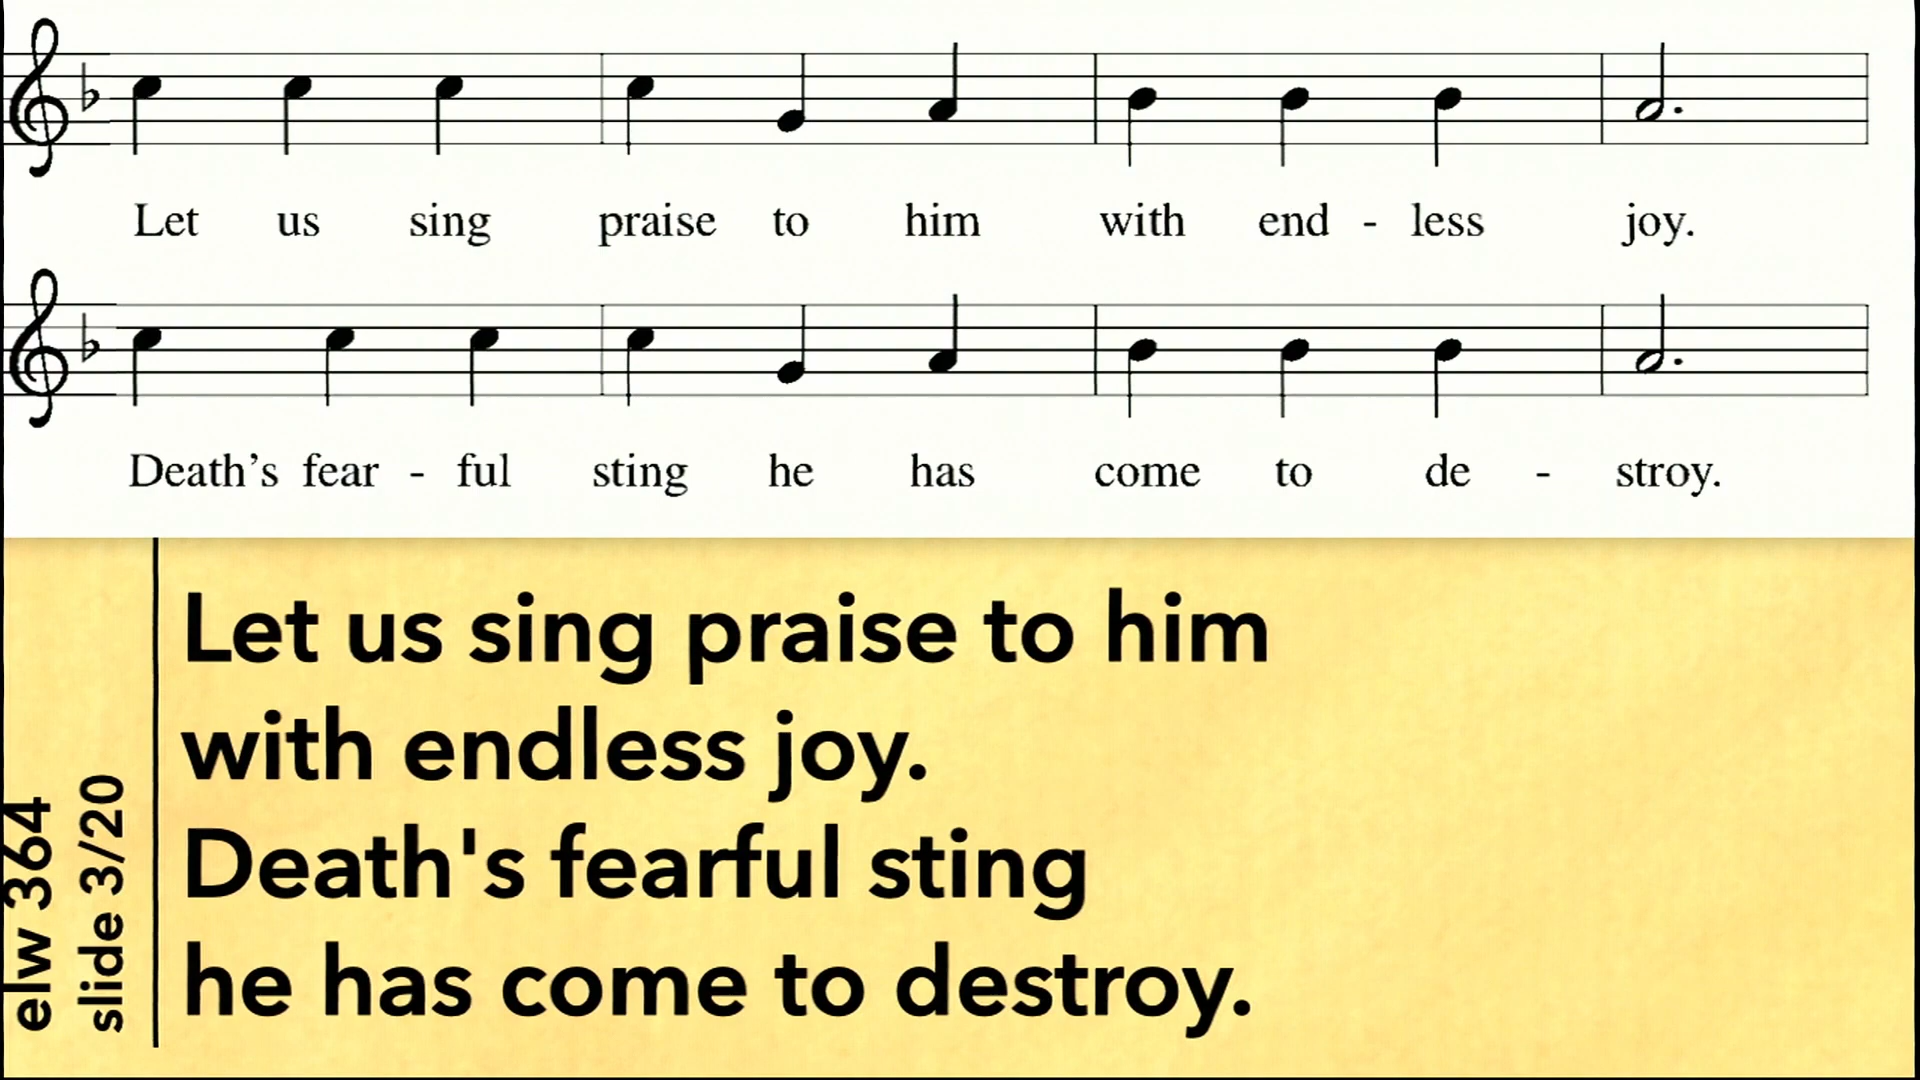 Let us sing praise to him with end - less joy.
Death’s fear - ful sting he has come to de - stroy.
Let us sing praise to him
with endless joy.
Death's fearful sting
he has come to destroy.
elw 364
slide 3/20